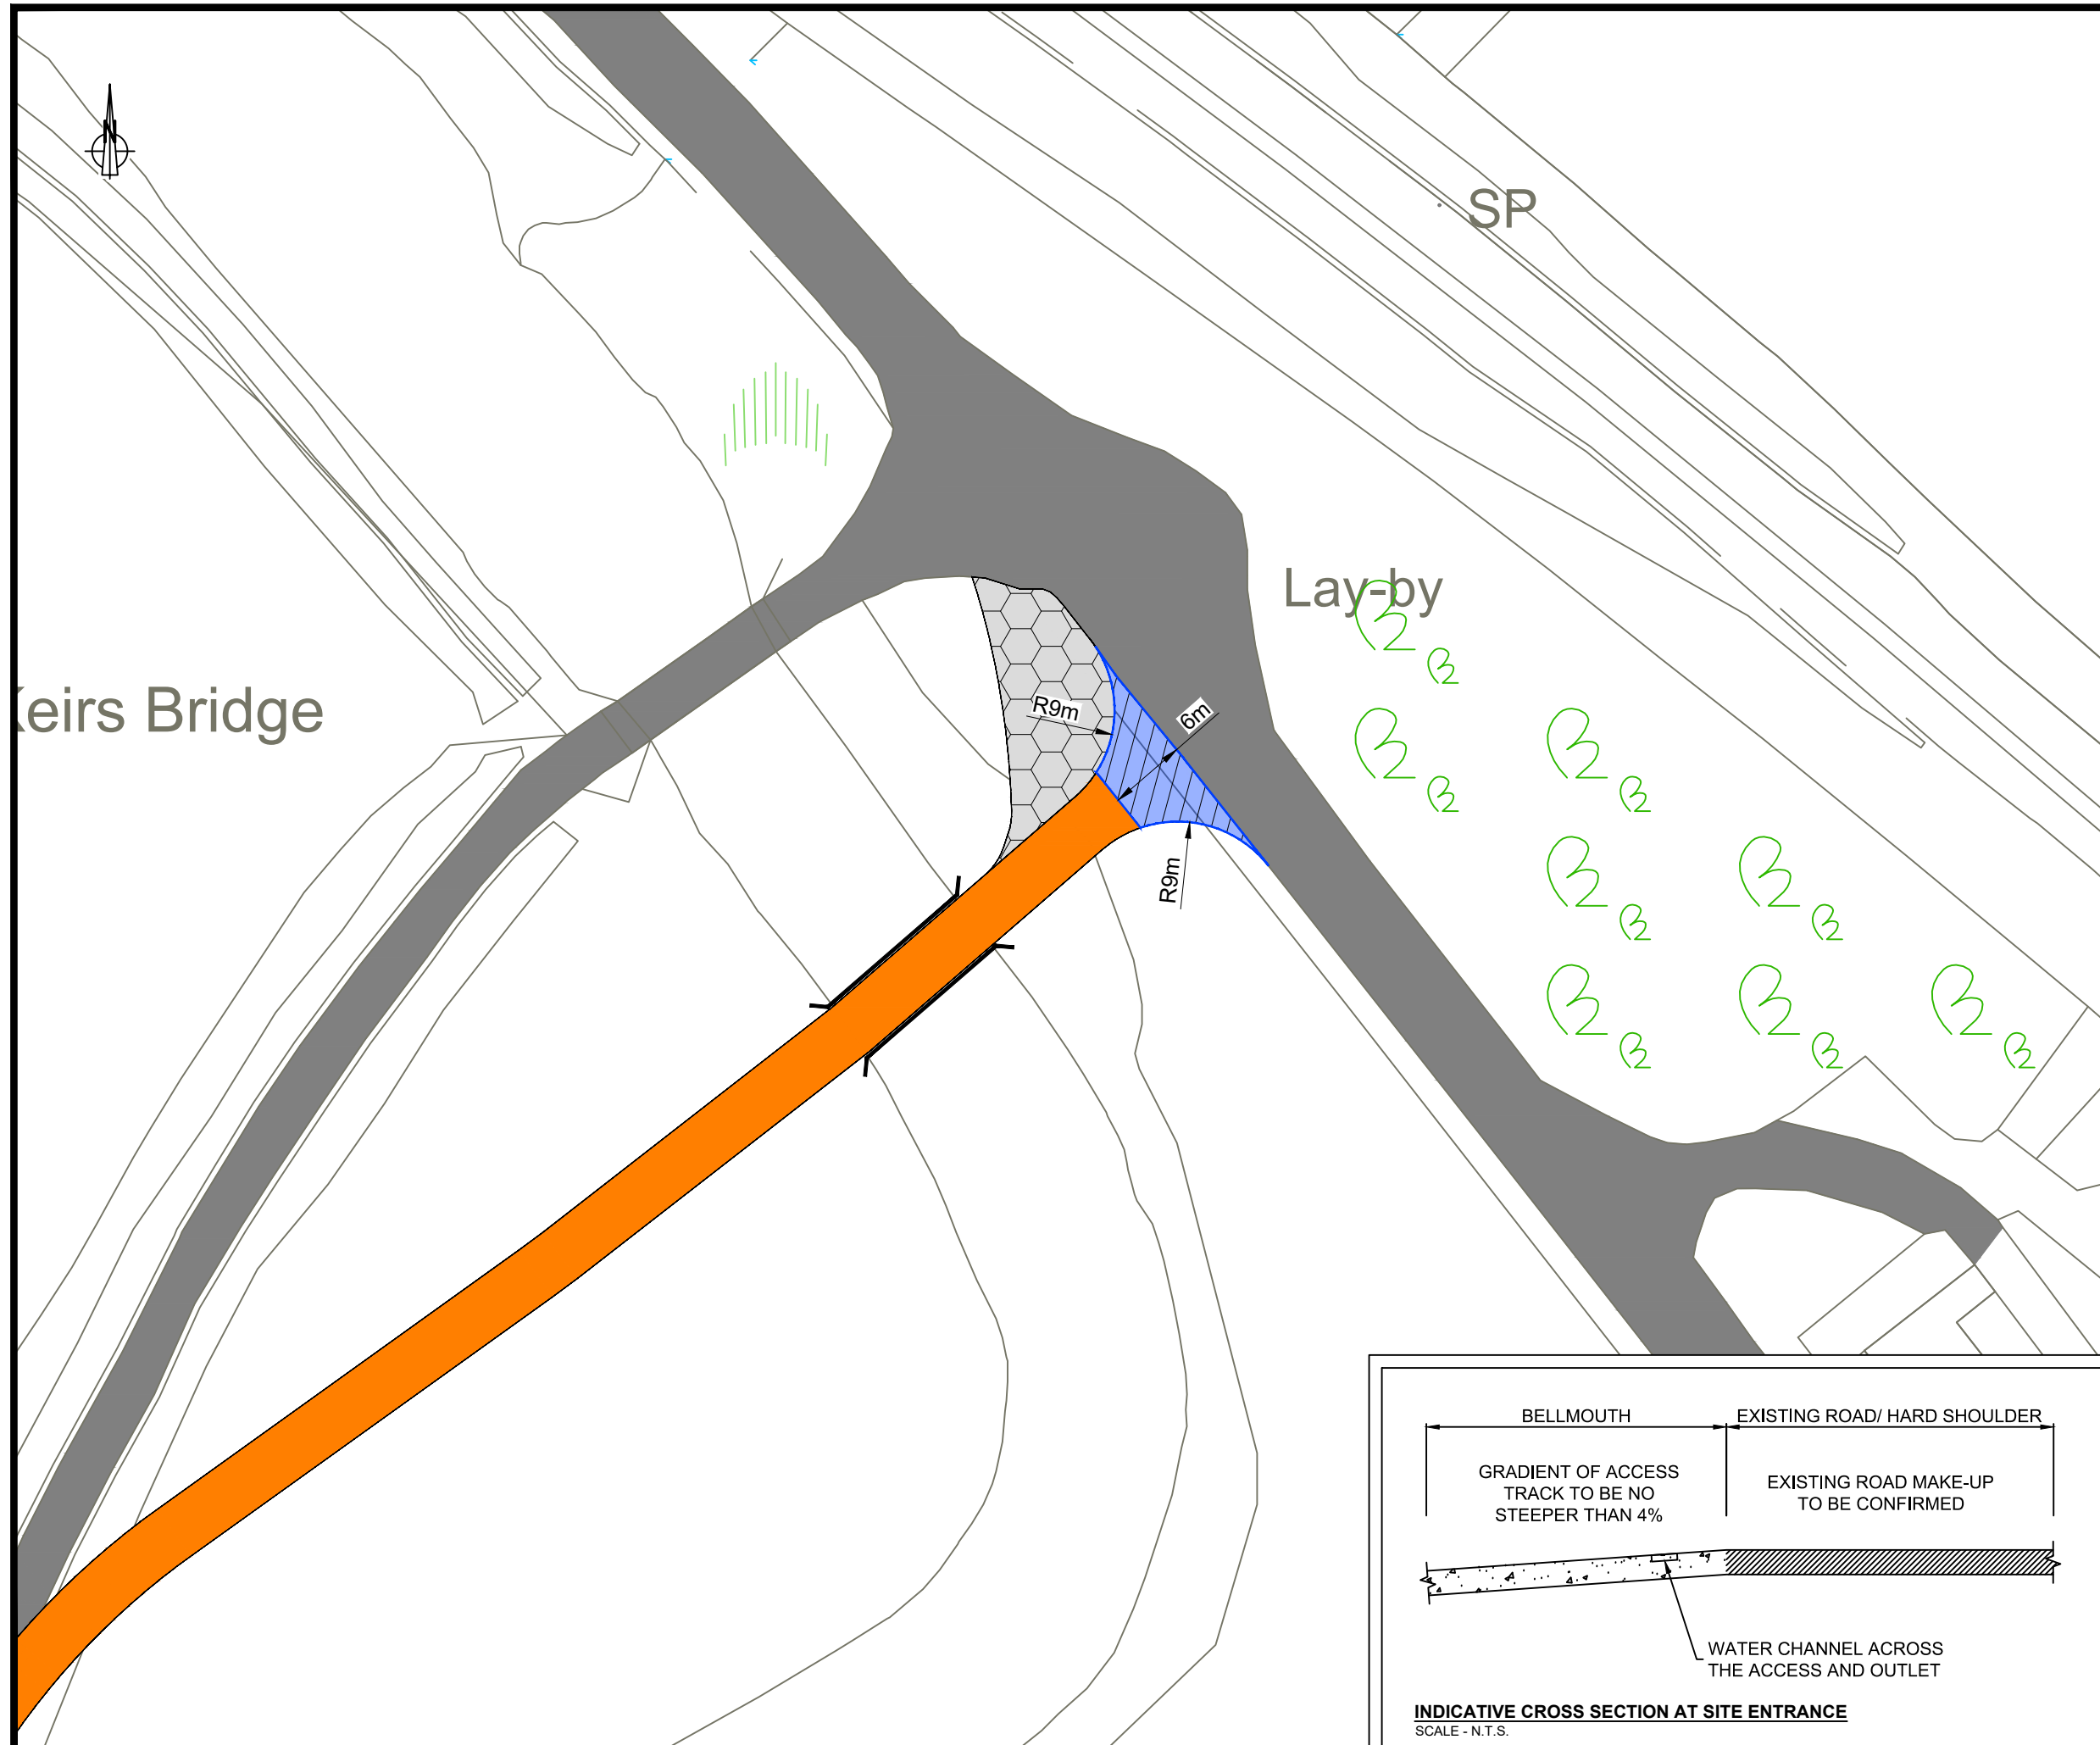 N
SP
Lay-by
Keirs Bridge
R9m
6m
R9m
BELLMOUTH
EXISTING ROAD/ HARD SHOULDER
GRADIENT OF ACCESS
TRACK TO BE NO
STEEPER THAN 4%
EXISTING ROAD MAKE-UP
TO BE CONFIRMED
WATER CHANNEL ACROSS
THE ACCESS AND OUTLET
INDICATIVE CROSS SECTION AT SITE ENTRANCE
SCALE - N.T.S.